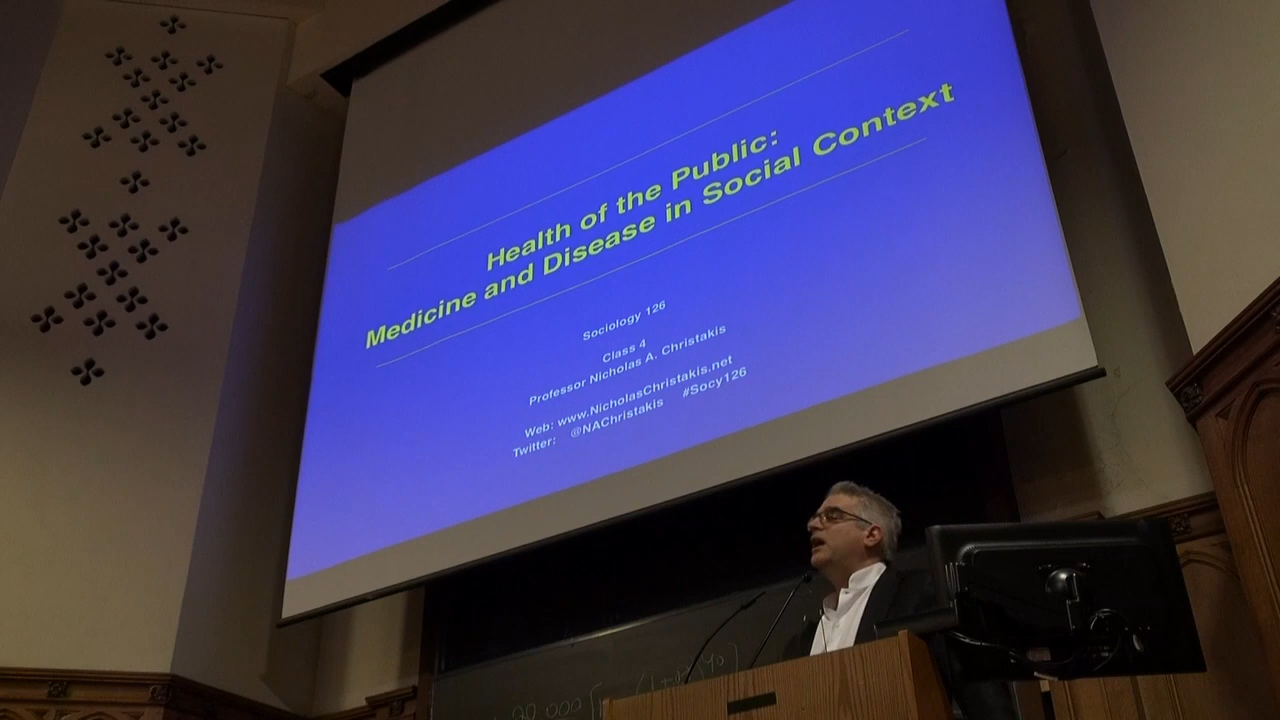 Health of the Public:
Medicine and Disease in Social Context
Sociology 126
Class 4
Professor Nicholas A. Christakis
Web: www.NicholasChristakis.net
Twitter: @NAChristakis #Socy126